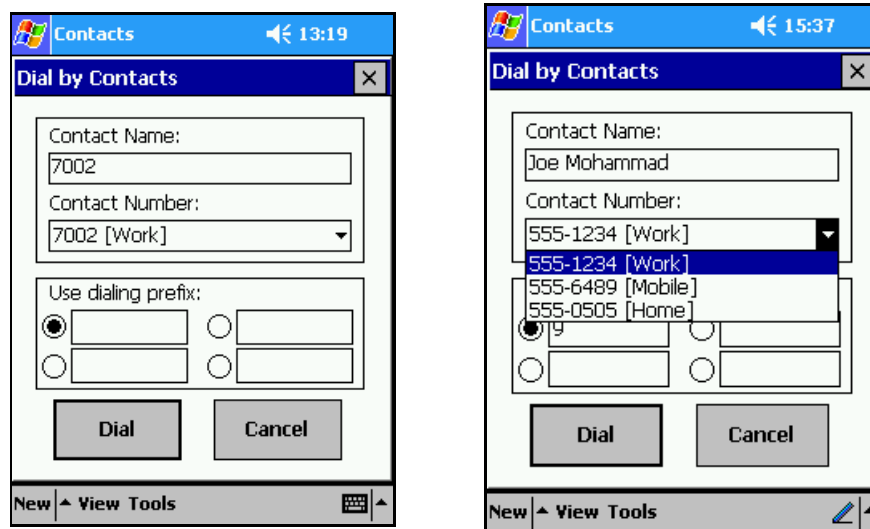 Contacts 13:19
Dial by Contacts
Contact Name:
7002
Contact Number:
7002 [Work]
Use dialing prefix:
Dial Cancel
New View Tools
Contacts 15:37
Dial by Contacts
Contact Name:
Joe Mohammad
Contact Number:
555-1234 [Work]
555-1234 [Work]
555-6489 [Mobile]
555-0505 [Home]
9
Dial Cancel
New View Tools